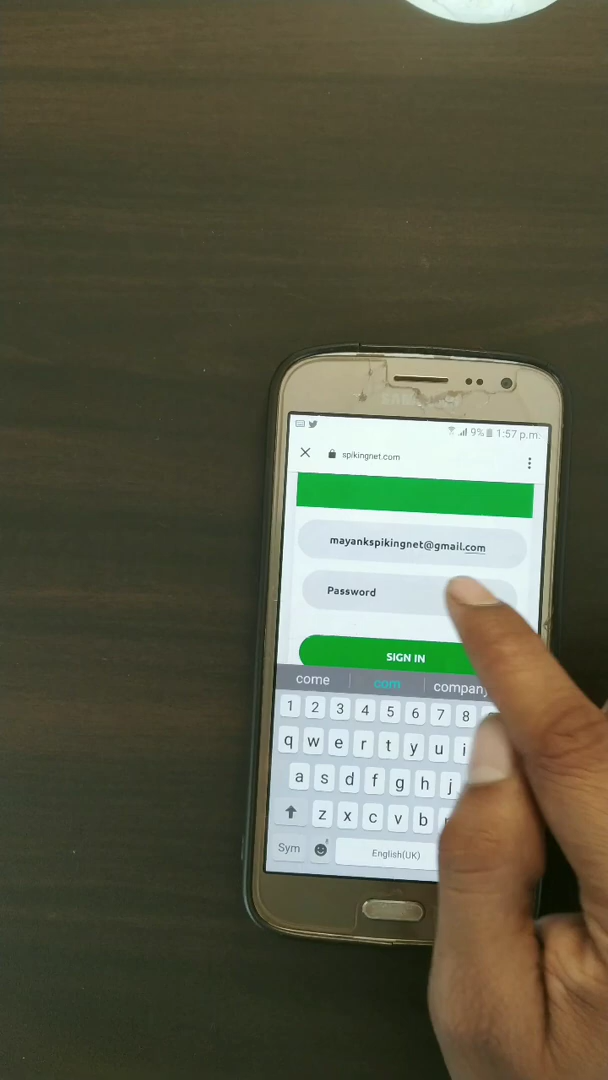 SAMSUNG
9% 1:57 p.m.
spikingnet.com
mayankspikingnet@gmail.com
Password
SIGN IN
come com company
1 2 3 4 5 6 7 8
q w e r t y u i
a s d f g h j
z x c v b
Sym English(UK)